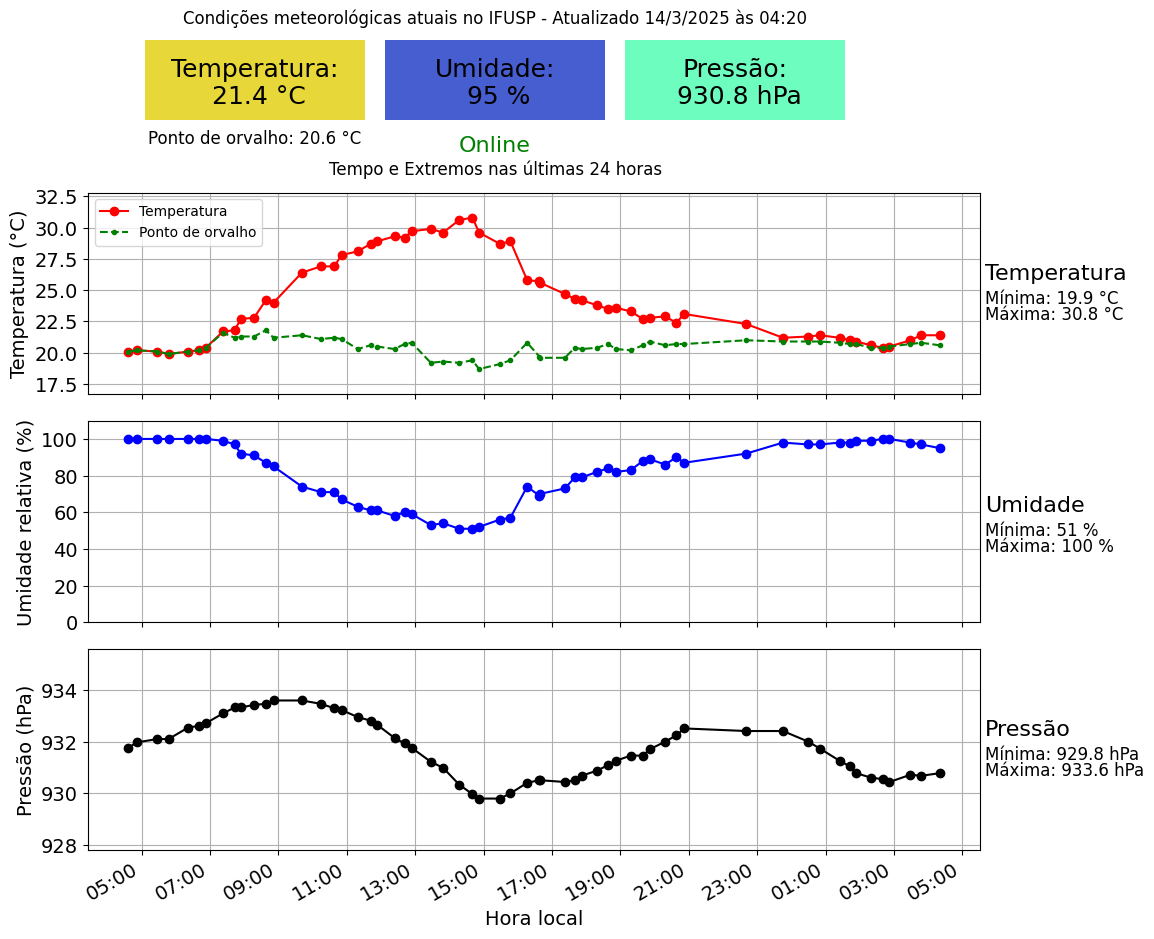 Condições meteorológicas atuais no IFUSP - Atualizado 14/3/2025 às 04:20
Temperatura:
21.4 °C
Umidade:
95 %
Pressão:
930.8 hPa
Ponto de orvalho: 20.6 °C
Online
Tempo e Extremos nas últimas 24 horas
Temperatura (°C)
32.5
30.0
27.5
25.0
22.5
20.0
17.5
Temperatura
Ponto de orvalho
Temperatura
Mínima: 19.9 °C
Máxima: 30.8 °C
Umidade relativa (%)
100
80
60
40
20
0
Umidade
Mínima: 51 %
Máxima: 100 %
Pressão (hPa)
934
932
930
928
Pressão
Mínima: 929.8 hPa
Máxima: 933.6 hPa
05:00
07:00
09:00
11:00
13:00
15:00
17:00
19:00
21:00
23:00
01:00
03:00
05:00
Hora local